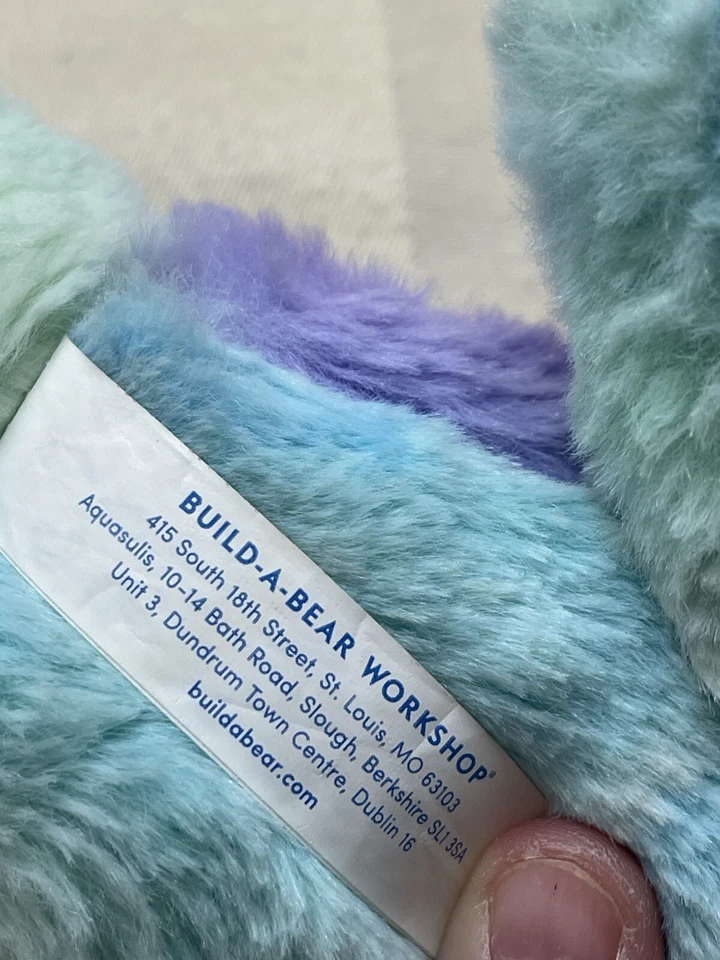 BUILD-A-BEAR WORKSHOP®
415 South 18th Street, St. Louis, MO 63103
Aquasulis, 10-14 Bath Road, Slough, Berkshire SL1 3SA
Unit 3, Dundrum Town Centre, Dublin 16
buildabear.com